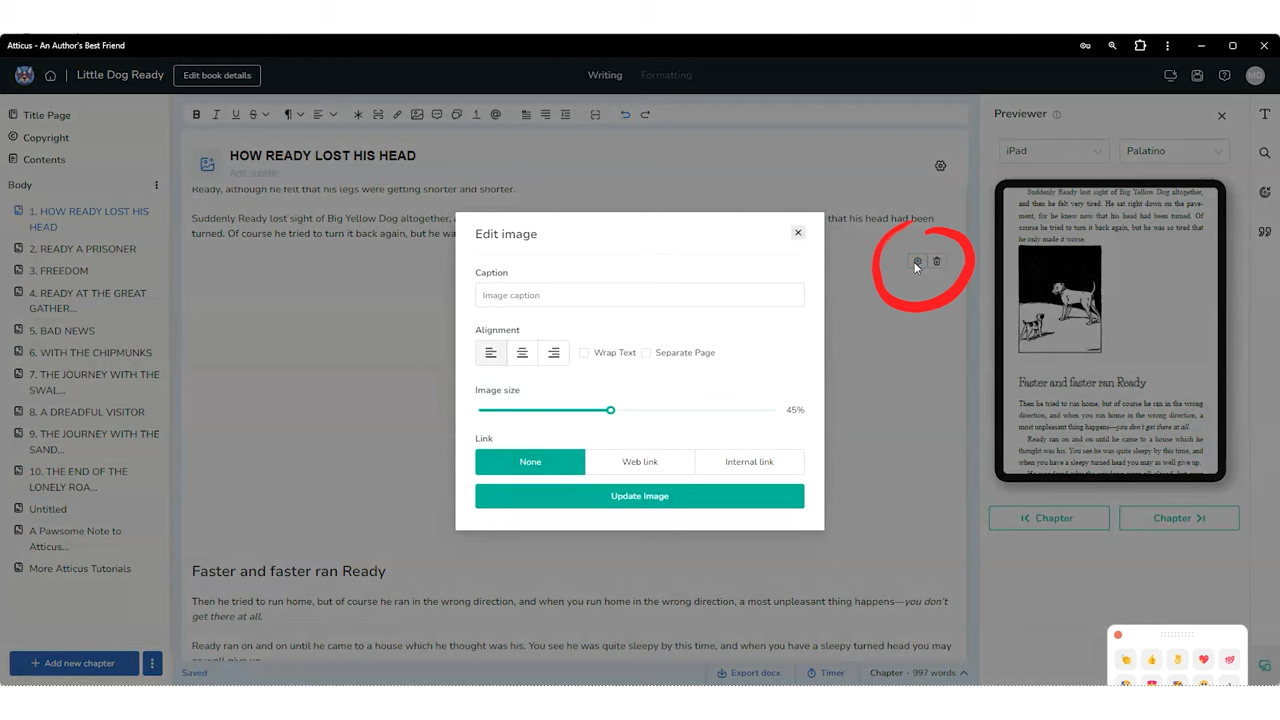 Atticus - An Author's Best Friend
Little Dog Ready
Edit book details
Writing
Formatting
MD
Title Page
Copyright
Contents
Body
1. HOW READY LOST HIS
HEAD
2. READY A PRISONER
3. FREEDOM
4. READY AT THE GREAT
GATHER...
5. BAD NEWS
6. WITH THE CHIPMUNKS
7. THE JOURNEY WITH THE
SWAL...
8. A DREADFUL VISITOR
9. THE JOURNEY WITH THE
SAND...
10. THE END OF THE
LONELY ROA...
Untitled
A Pawsome Note to
Atticus...
More Atticus Tutorials
+ Add new chapter
HOW READY LOST HIS HEAD
Add subtitle
Ready, although he felt that his legs were getting shorter and shorter.
Suddenly Ready lost sight of Big Yellow Dog altogether, that his head had been
turned. Of course he tried to turn it back again, but he wa
Edit image
Caption
Image caption
Alignment
Wrap Text
Separate Page
Image size
45%
Link
None
Web link
Internal link
Update Image
Faster and faster ran Ready
Then he tried to run home, but of course he ran in the wrong direction, and when you run home in the wrong direction, a most unpleasant thing happens—you don't
get there at all.
Ready ran on and on until he came to a house which he thought was his. You see he was quite sleepy by this time, and when you have a sleepy turned head you may
as well give up
Saved
Export docx
Timer
Chapter - 997 words
Previewer
iPad
Palatino
Suddenly Ready lost sight of Big Yellow Dog altogether,
and then he felt very tired. He sat right down on the pave-
ment, for he knew now that his head had been turned. Of
course he tried to turn it back again, but he was so tired that
he only made it worse.
Faster and faster ran Ready
Then he tried to run home, but of course he ran in the wrong
direction, and when you run home in the wrong direction, a
most unpleasant thing happens—you don't get there at all.
Ready ran on and on until he came to a house which he
thought was his. You see he was quite sleepy by this time, and
when you have a sleepy turned head you may as well give up.
Chapter
Chapter